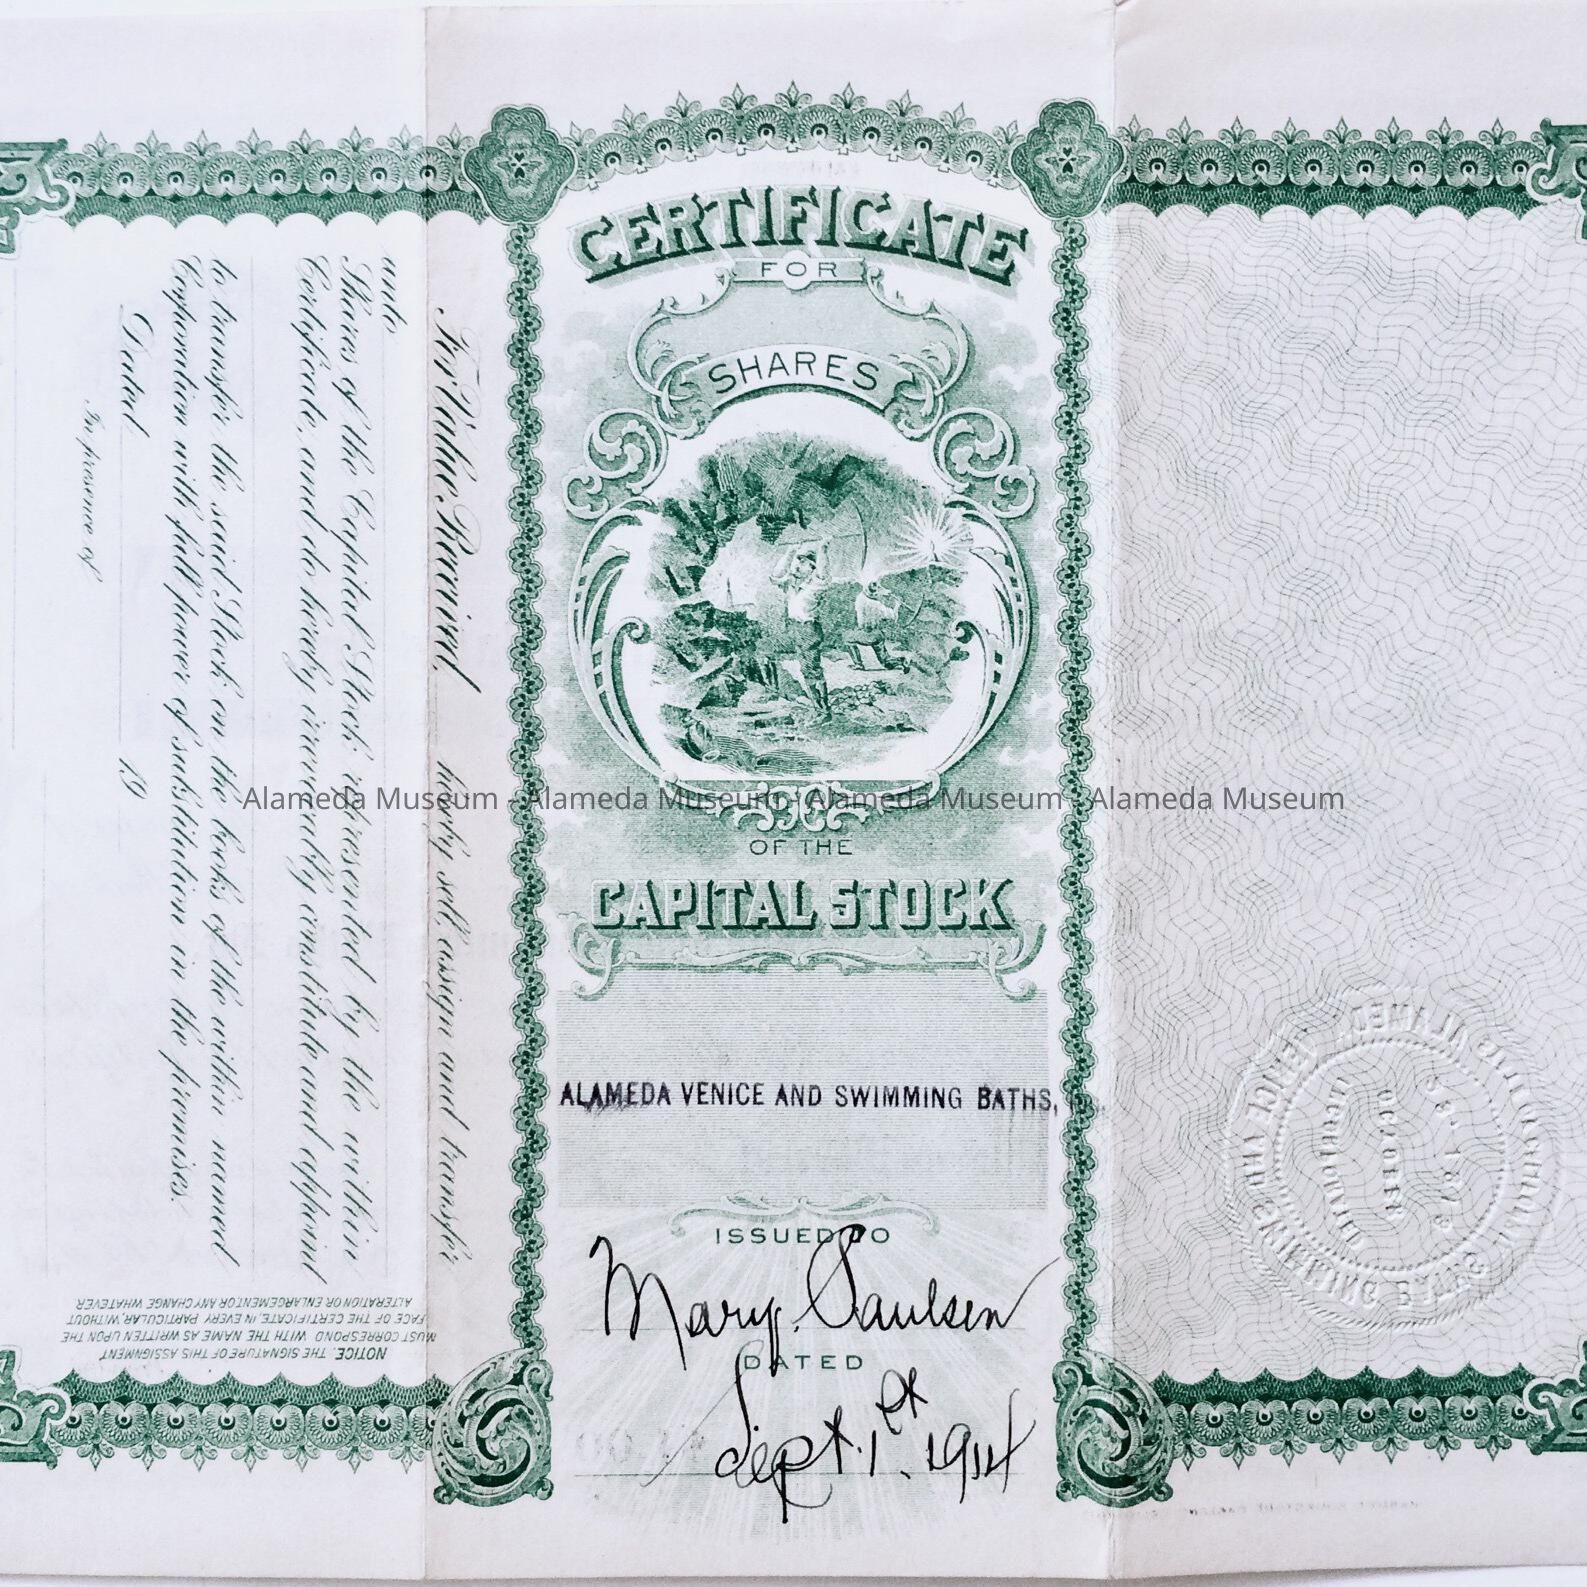 CERTIFICATE
FOR
SHARES
OF THE
CAPITAL STOCK
ALAMEDA VENICE AND SWIMMING BATHS,
ISSUED TO
Mary. Paulsen
DATED
Sept. 1st. 1914
For Value Received, hereby sell, assign and transfer
unto
Shares of the Capital Stock represented by the within
Certificate, and do hereby irrevocably constitute and appoint
to transfer the said Stock on the books of the within named
Corporation with full power of substitution in the premises.
Dated 19
In presence of
NOTICE. THE SIGNATURE OF THIS ASSIGNMENT
MUST CORRESPOND WITH THE NAME AS WRITTEN UPON THE
FACE OF THE CERTIFICATE, IN EVERY PARTICULAR, WITHOUT
ALTERATION OR ENLARGEMENT OR ANY CHANGE WHATEVER
Alameda Museum - Alameda Museum - Alameda Museum - Alameda Museum